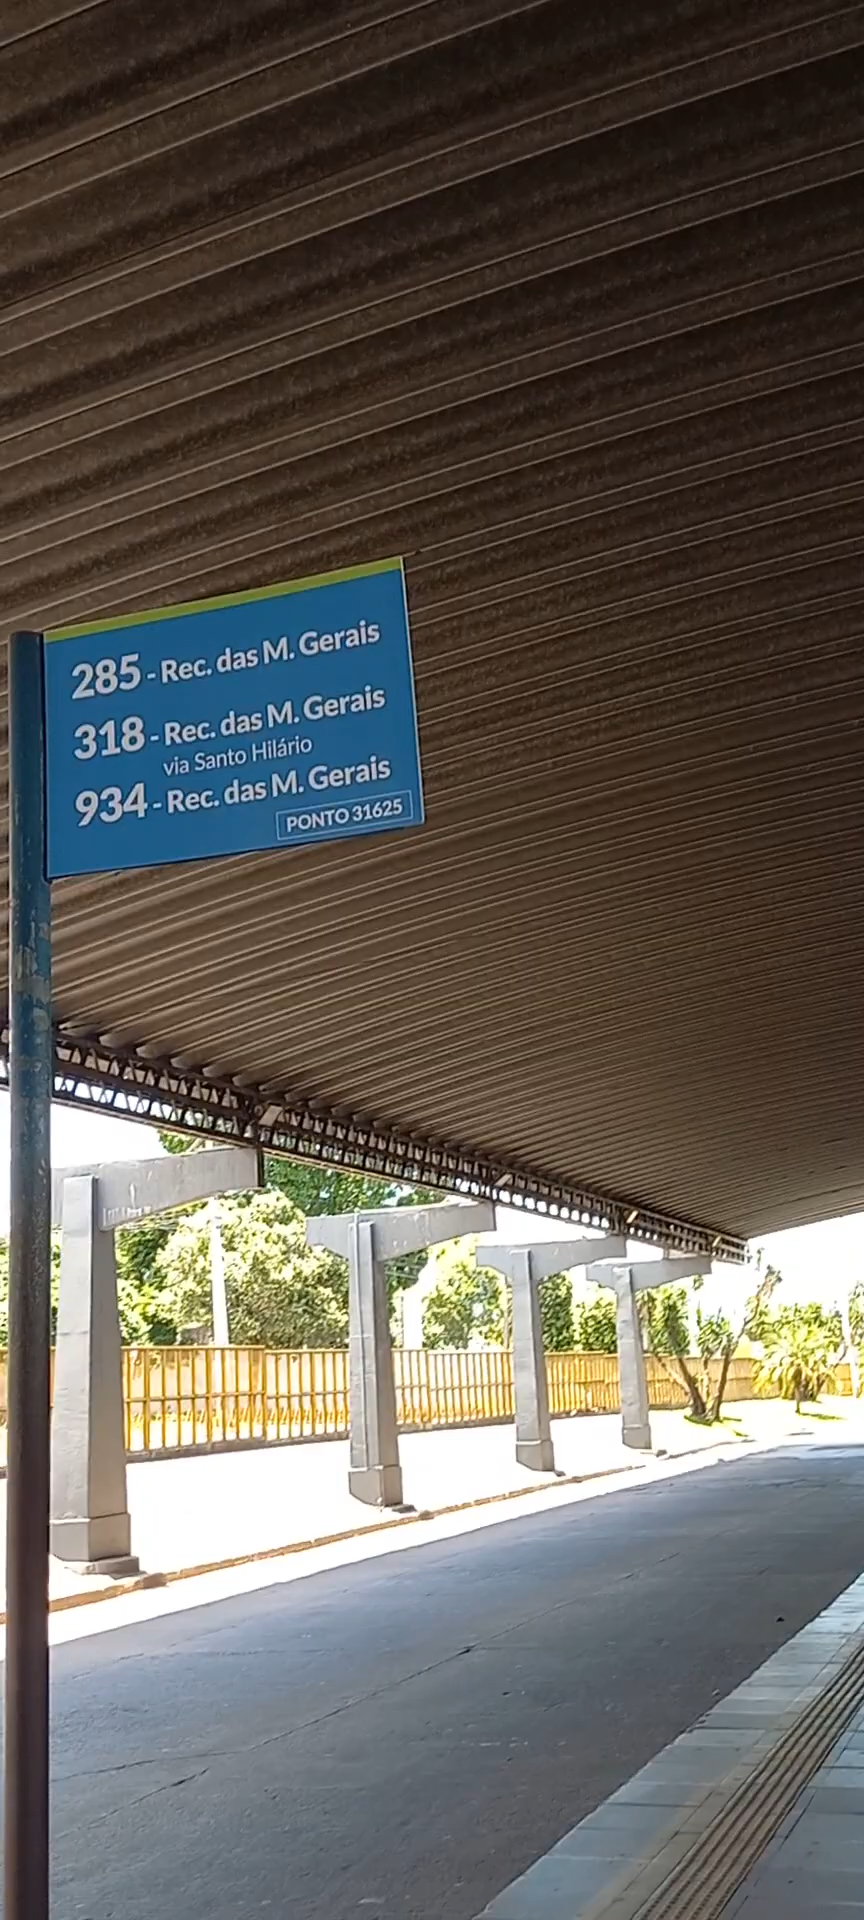 285 - Rec. das M. Gerais
318 - Rec. das M. Gerais
via Santo Hilário
934 - Rec. das M. Gerais
PONTO 31625